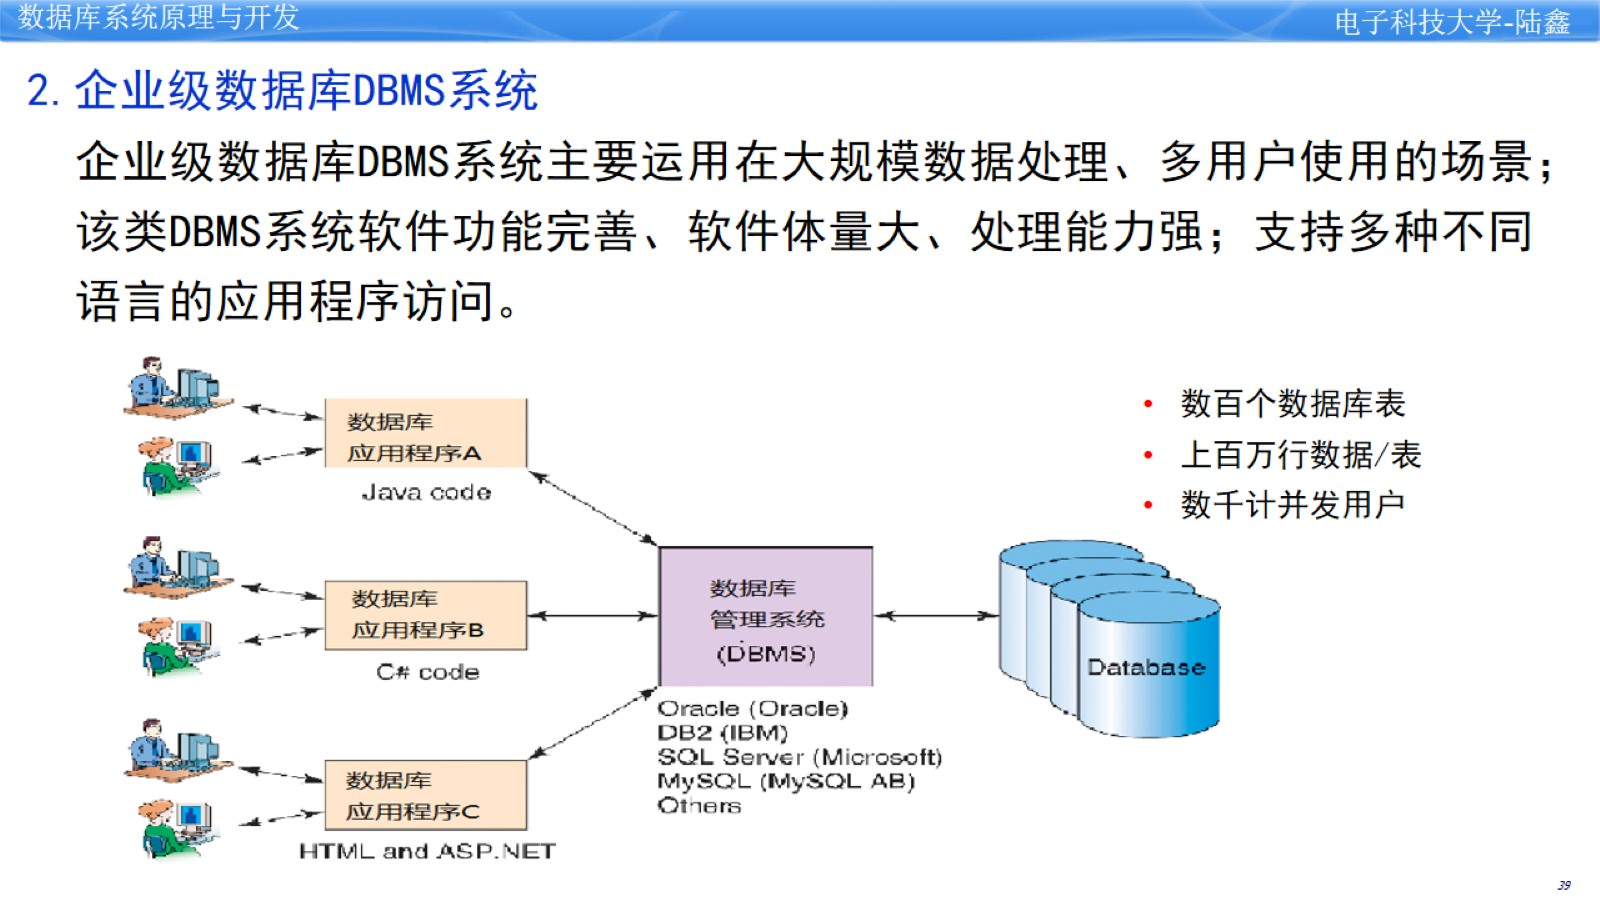 数据库系统原理与开发
电子科技大学-陆鑫
2. 企业级数据库DBMS系统
企业级数据库DBMS系统主要运用在大规模数据处理、多用户使用的场景；
该类DBMS系统软件功能完善、软件体量大、处理能力强；支持多种不同
语言的应用程序访问。
• 数百个数据库表
• 上百万行数据/表
• 数千计并发用户
数据库
应用程序A
Java code
数据库
应用程序B
C# code
数据库
应用程序C
HTML and ASP.NET
数据库
管理系统
(DBMS)
Oracle (Oracle)
DB2 (IBM)
SQL Server (Microsoft)
MySQL (MySQL AB)
Others
Database
39